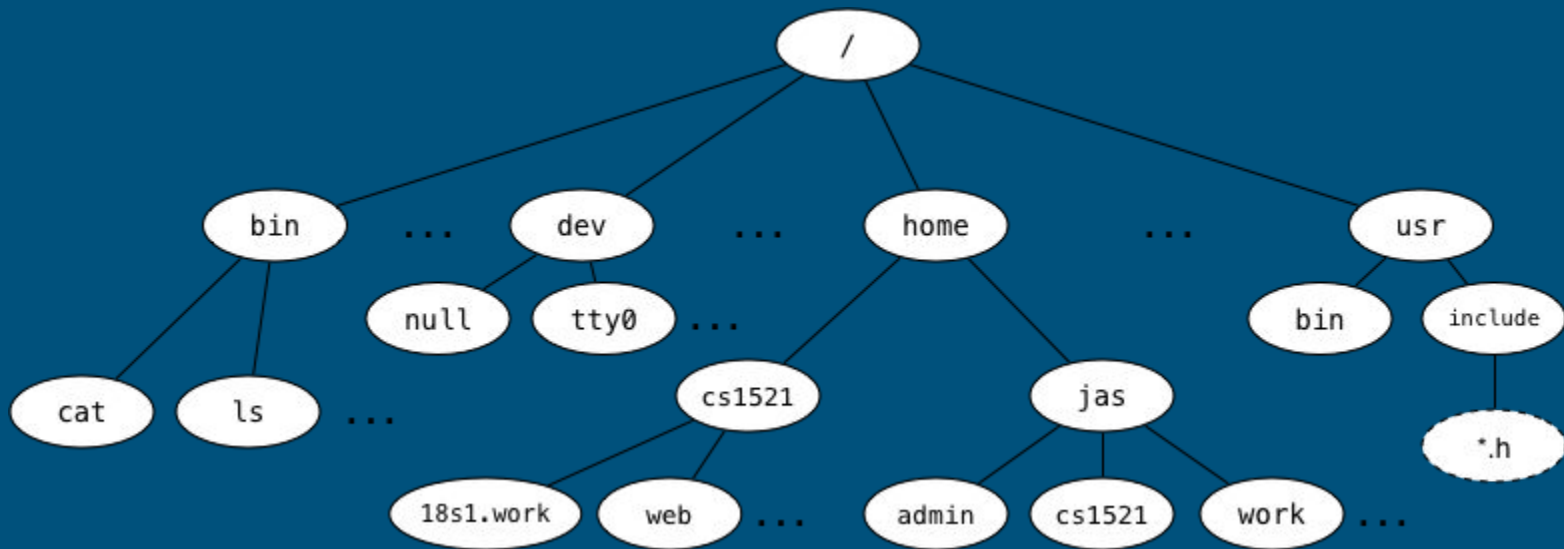 /
bin ... dev ... home ... usr
null tty0 ... bin include
cat ls ... cs1521 jas *.h
18s1.work web ... admin cs1521 work ...